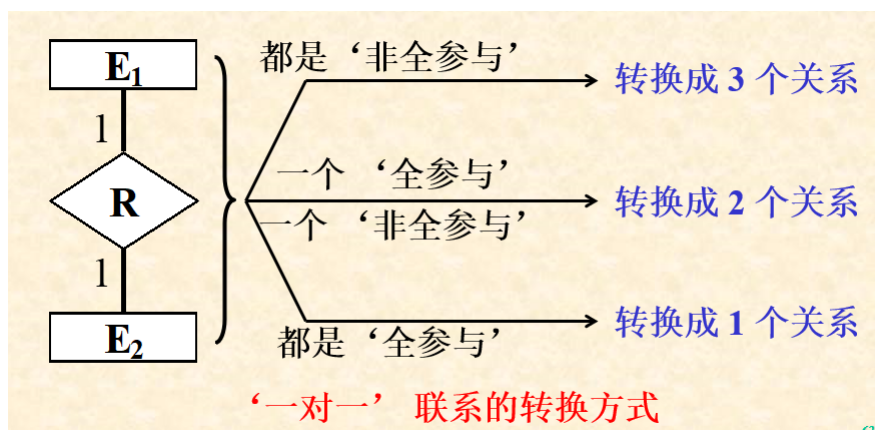 E₁
1
R
1
E₂
都是‘非全参与’
转换成 3 个关系
一个 ‘全参与’
一个 ‘非全参与’
转换成 2 个关系
都是‘全参与’
转换成 1 个关系
‘一对一’ 联系的转换方式